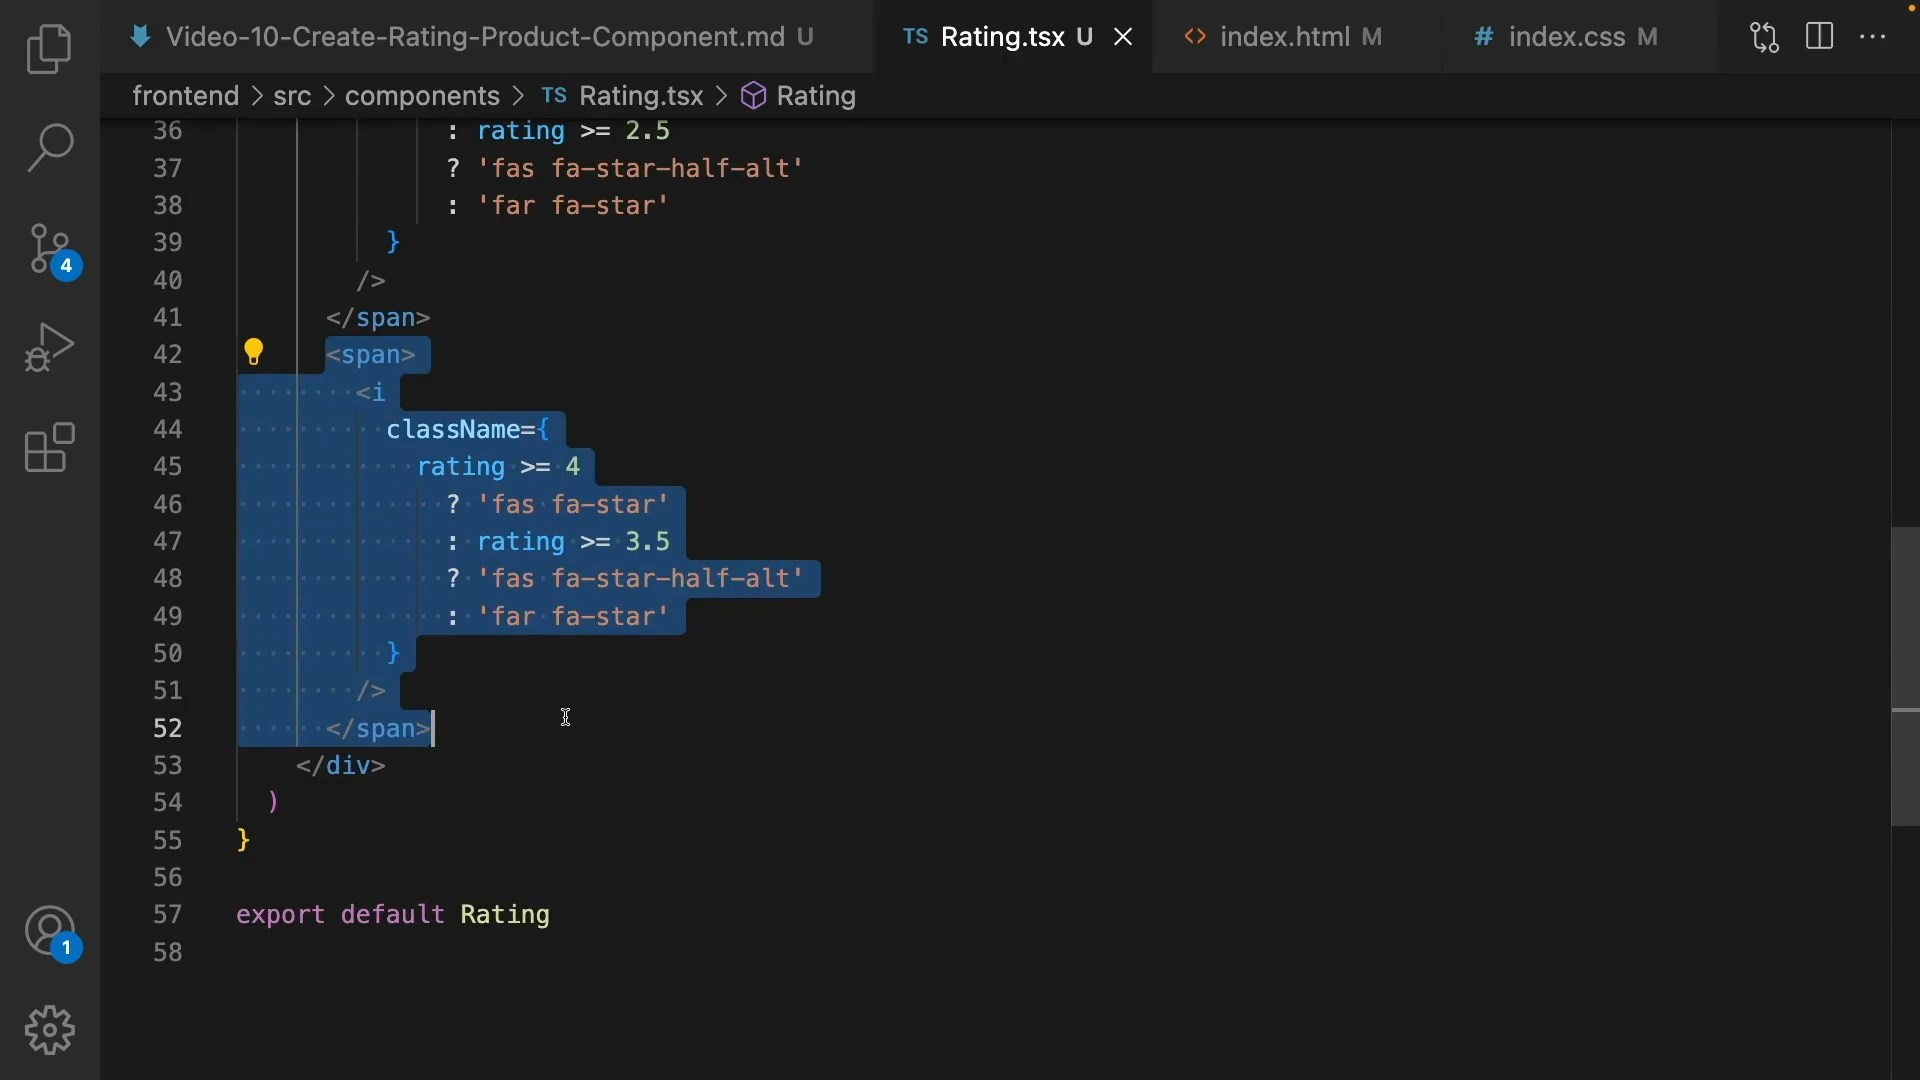 Video-10-Create-Rating-Product-Component.md U
TS Rating.tsx U
<> index.html M
# index.css M
frontend > src > components > TS Rating.tsx > Rating
36 : rating >= 2.5
37 ? 'fas fa-star-half-alt'
38 : 'far fa-star'
39 }
40 />
41 </span>
42 <span>
43 <i
44 className={
45 rating >= 4
46 ? 'fas fa-star'
47 : rating >= 3.5
48 ? 'fas fa-star-half-alt'
49 : 'far fa-star'
50 }
51 />
52 </span>
53 </div>
54 )
55 }
56
57 export default Rating
58
4
1